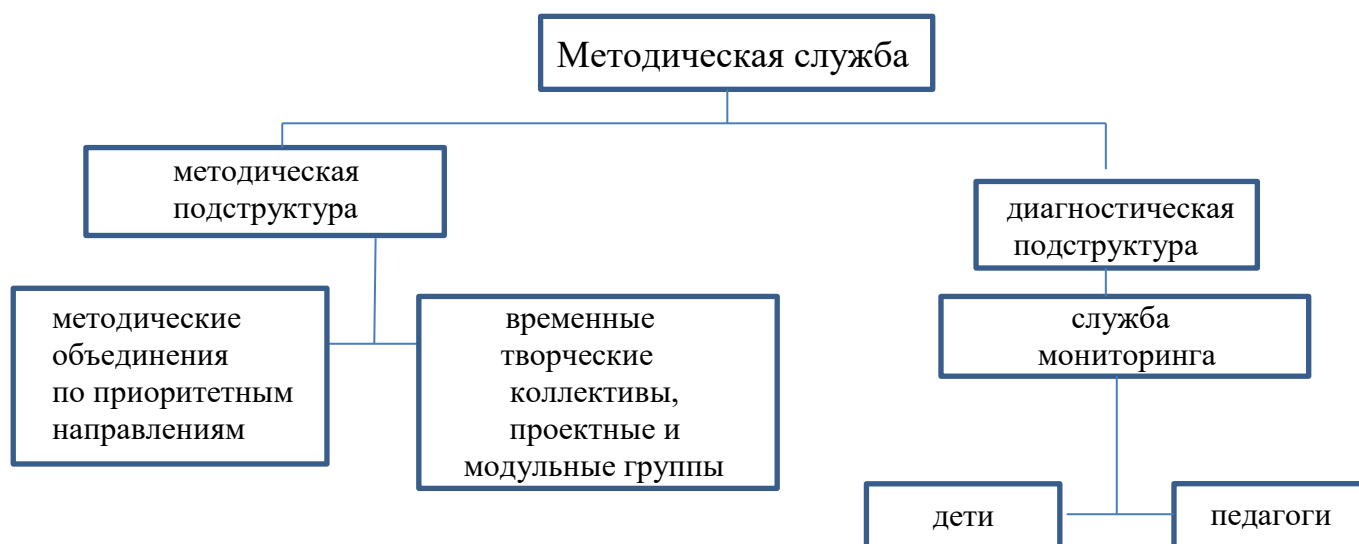 Методическая служба
методическая
подструктура
диагностическая
подструктура
методические
объединения
по приоритетным
направлениям
временные
творческие
коллективы,
проектные и
модульные группы
служба
мониторинга
дети
педагоги